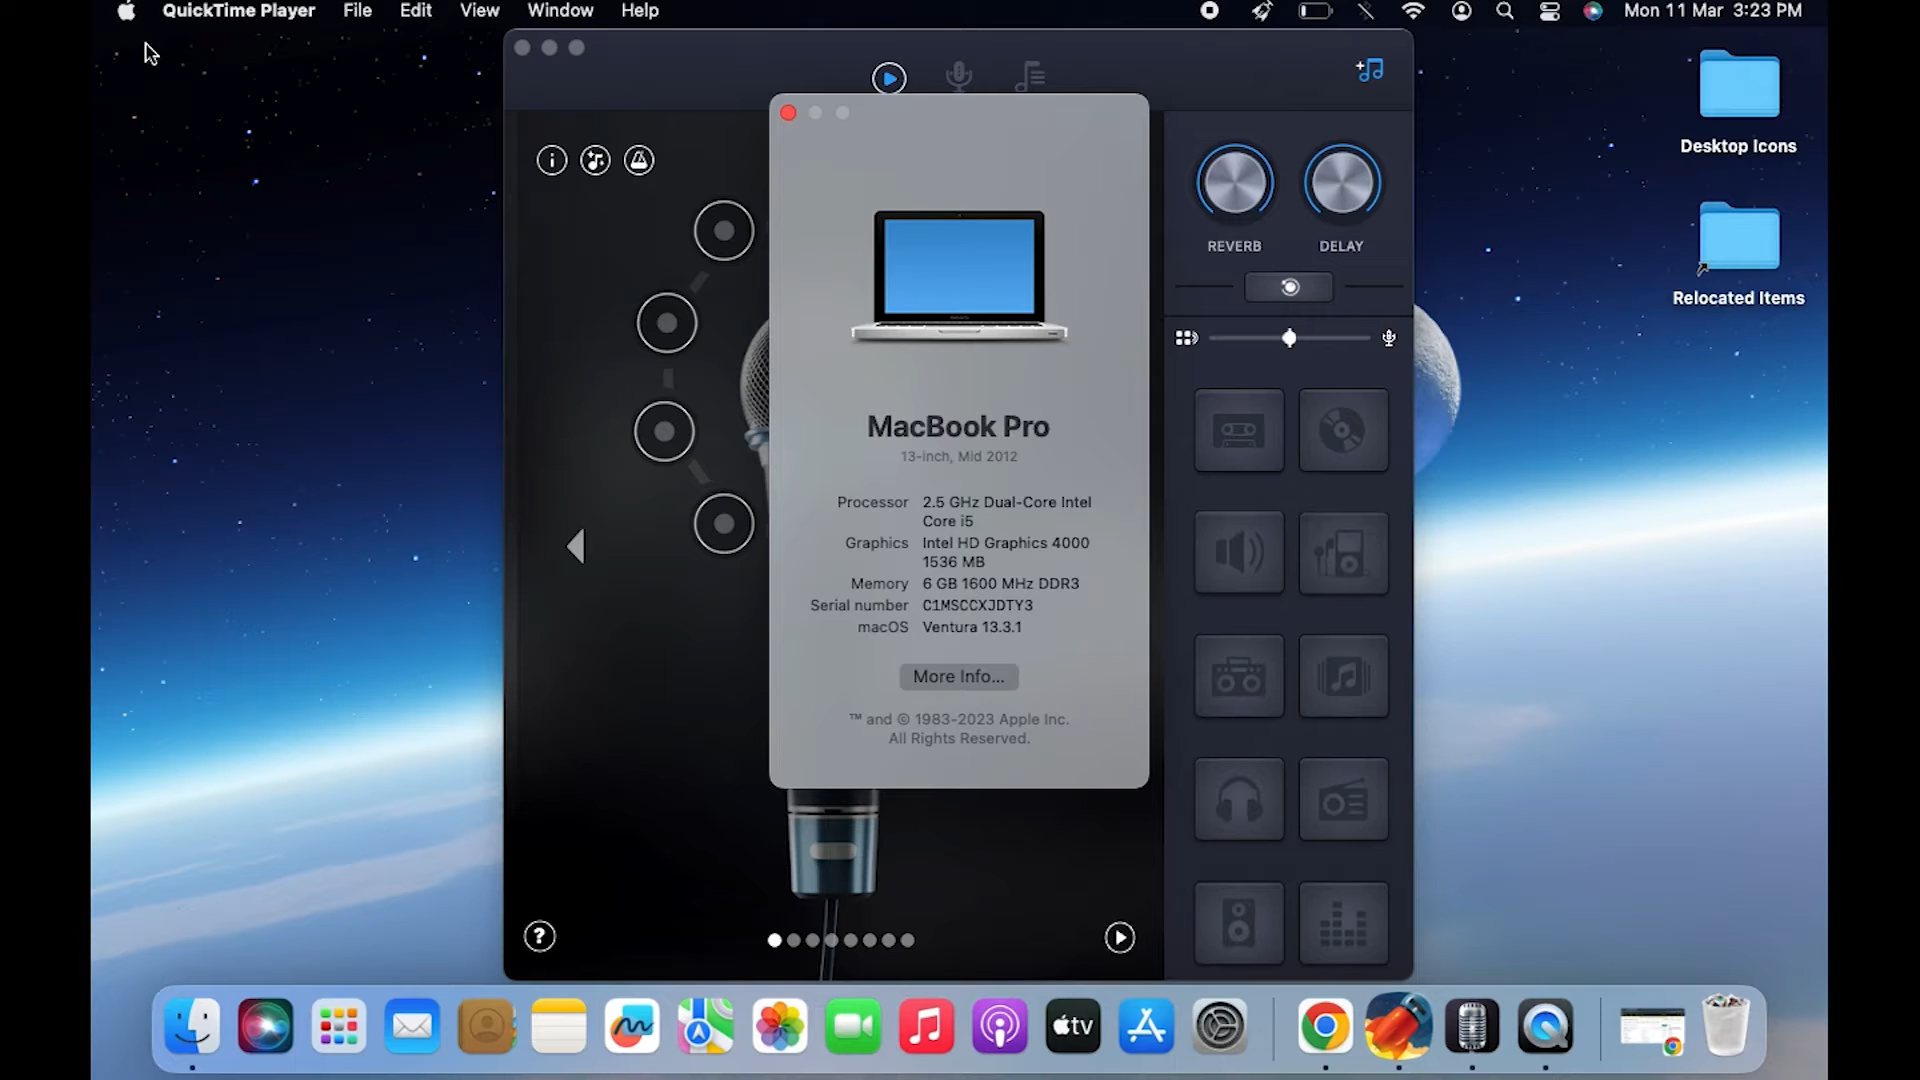 QuickTime Player File Edit View Window Help Mon 11 Mar 3:23 PM
Desktop Icons
Relocated Items
REVERB DELAY
MacBook Pro
13-inch, Mid 2012
Processor 2.5 GHz Dual-Core Intel
Core i5
Graphics Intel HD Graphics 4000
1536 MB
Memory 6 GB 1600 MHz DDR3
Serial number C1MSCCXJDTY3
macOS Ventura 13.3.1
More Info...
™ and © 1983-2023 Apple Inc.
All Rights Reserved.
tv